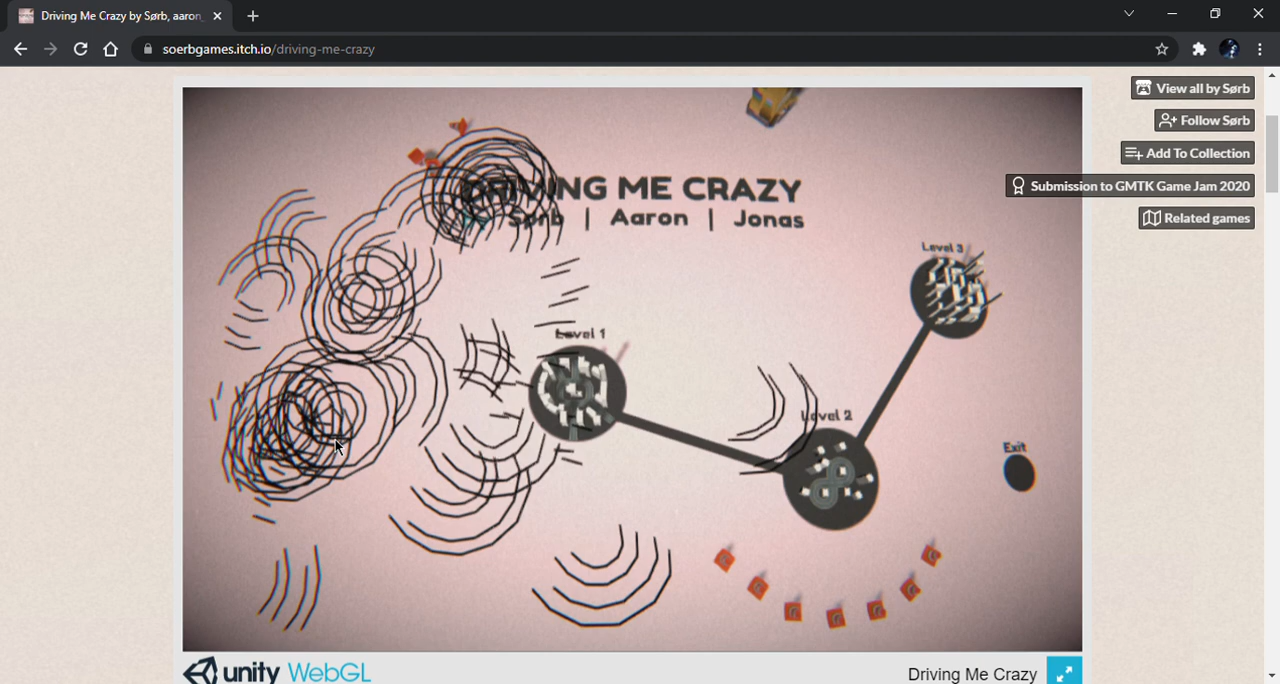 Driving Me Crazy by Sørb, aaron_
soerbgames.itch.io/driving-me-crazy
View all by Sørb
Follow Sørb
Add To Collection
Submission to GMTK Game Jam 2020
Related games
DRIVING ME CRAZY
Sørb | Aaron | Jonas
Level 3
Level 1
Level 2
Exit
unity WebGL
Driving Me Crazy